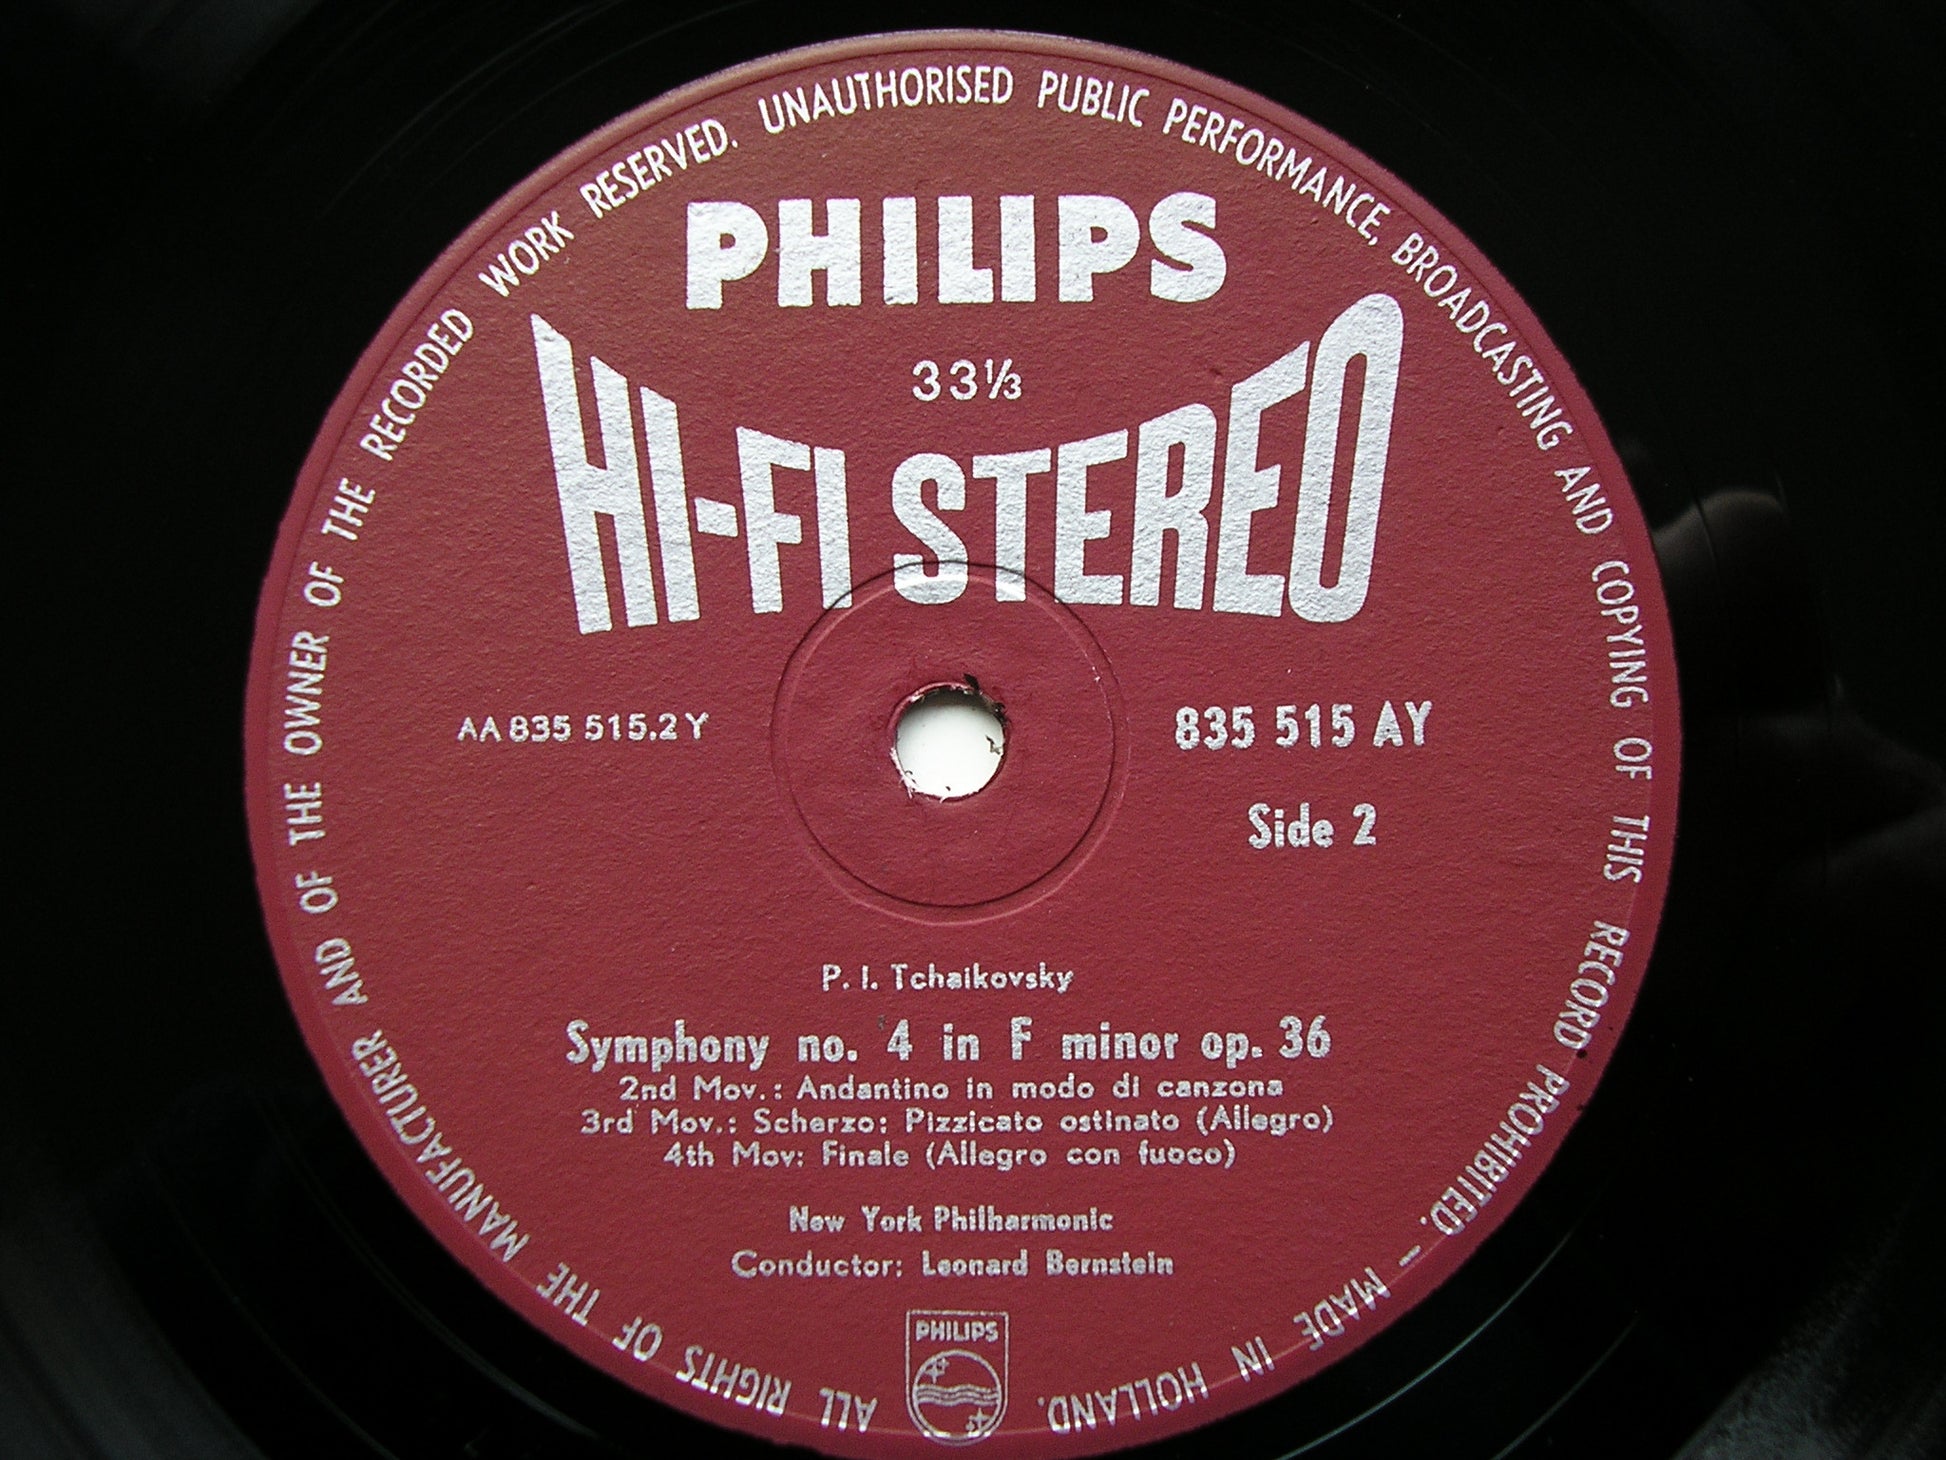 ALL RIGHTS OF THE MANUFACTURER AND OF THE OWNER OF THE RECORDED WORK RESERVED. UNAUTHORISED PUBLIC PERFORMANCE, BROADCASTING AND COPYING OF THIS RECORD PROHIBITED. – MADE IN HOLLAND.
PHILIPS
33⅓
HI-FI STEREO
AA 835 515.2 Y
835 515 AY
Side 2
P. I. Tchaikovsky
Symphony no. 4 in F minor op. 36
2nd Mov.: Andantino in modo di canzona
3rd Mov.: Scherzo: Pizzicato ostinato (Allegro)
4th Mov: Finale (Allegro con fuoco)
New York Philharmonic
Conductor: Leonard Bernstein
PHILIPS